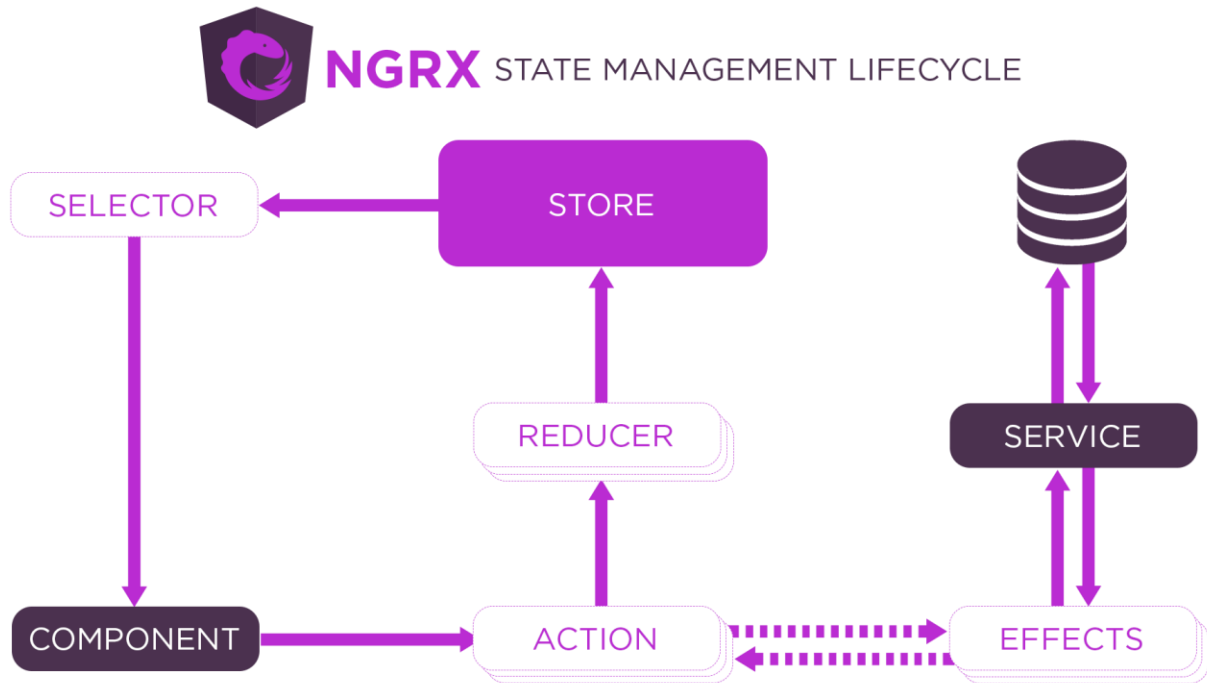 NGRX STATE MANAGEMENT LIFECYCLE
SELECTOR
STORE
REDUCER
SERVICE
COMPONENT
ACTION
EFFECTS